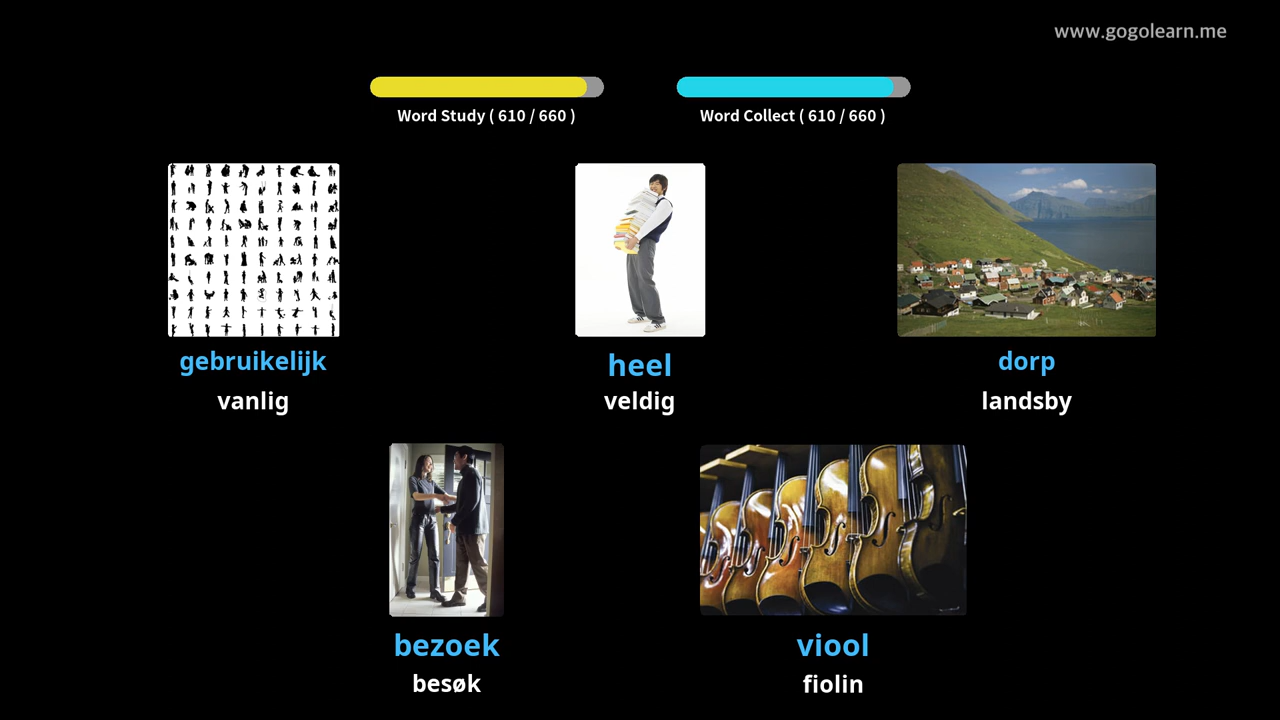 www.gogolearn.me
Word Study ( 610 / 660 )
Word Collect ( 610 / 660 )
gebruikelijk
vanlig
heel
veldig
dorp
landsby
bezoek
besøk
viool
fiolin